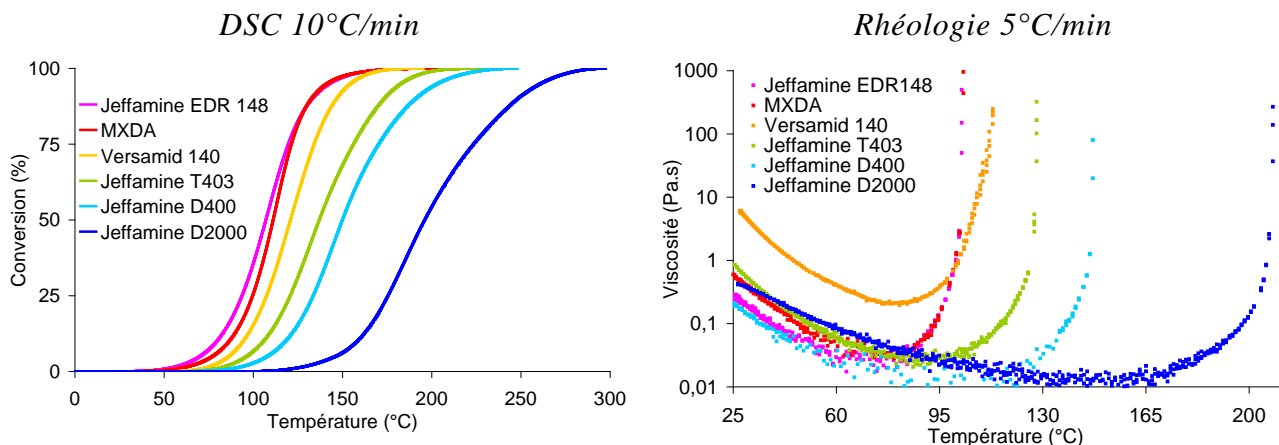 DSC 10°C/min
100
75
50
25
0
Conversion (%)
Jeffamine EDR 148
MXDA
Versamid 140
Jeffamine T403
Jeffamine D400
Jeffamine D2000
0 50 100 150 200 250 300
Température (°C)
Rhéologie 5°C/min
1000
100
10
1
0,1
0,01
Viscosité (Pa.s)
Jeffamine EDR148
MXDA
Versamid 140
Jeffamine T403
Jeffamine D400
Jeffamine D2000
25 60 95 130 165 200
Température (°C)